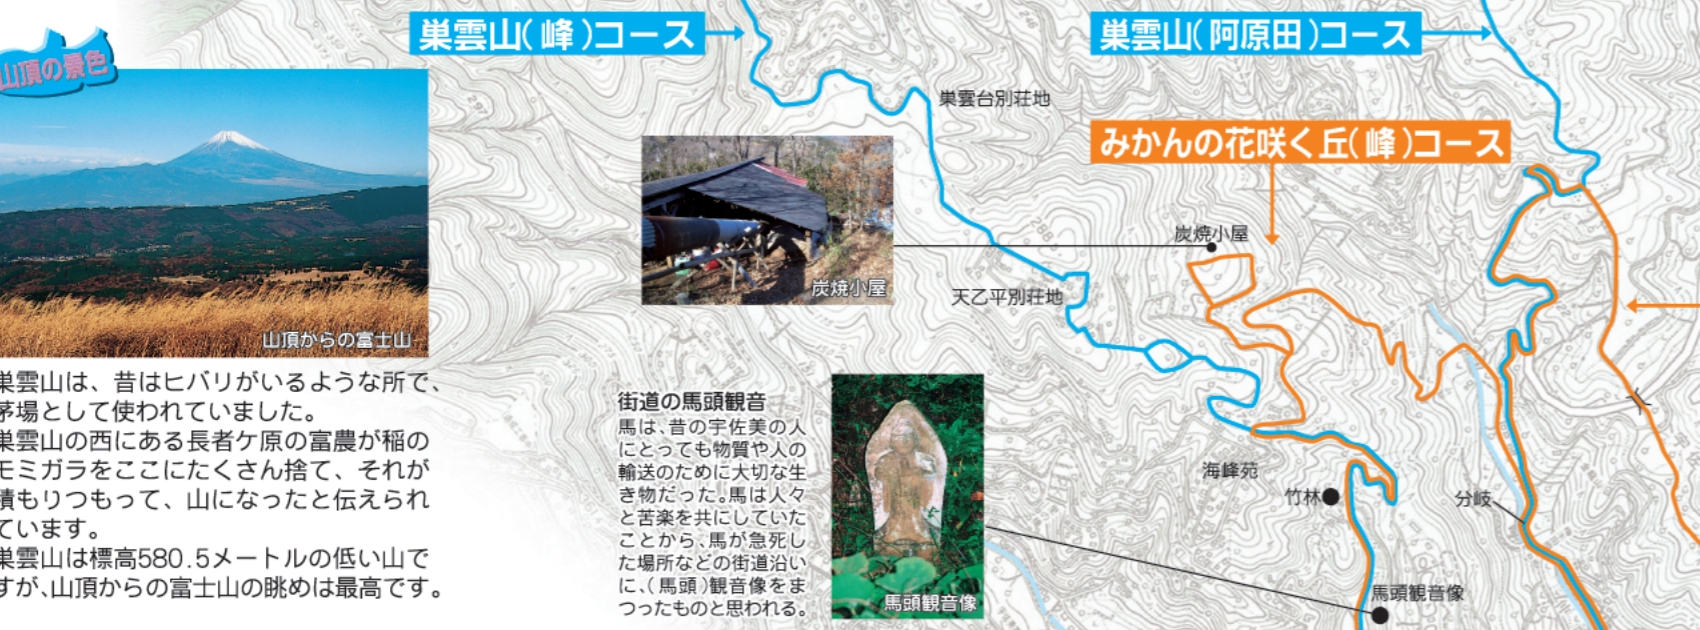 巣雲山(峰)コース
巣雲山(阿原田)コース
山頂の景色
巣雲台別荘地
みかんの花咲く丘(峰)コース
炭焼小屋
炭焼小屋
天乙平別荘地
山頂からの富士山
巣雲山は、昔はヒバリがいるような所で、
茅場として使われていました。
巣雲山の西にある長者ケ原の富農が稲の
モミガラをここにたくさん捨て、それが
積もりつもって、山になったと伝えられ
ています。
巣雲山は標高580.5メートルの低い山で
すが、山頂からの富士山の眺めは最高です。
街道の馬頭観音
馬は、昔の宇佐美の人
にとっても物質や人の
輸送のために大切な生
き物だった。馬は人々
と苦楽を共にしていた
ことから、馬が急死し
た場所などの街道沿い
に、(馬頭)観音像をま
つったものと思われる。
馬頭観音像
海峰苑
竹林
分岐
馬頭観音像